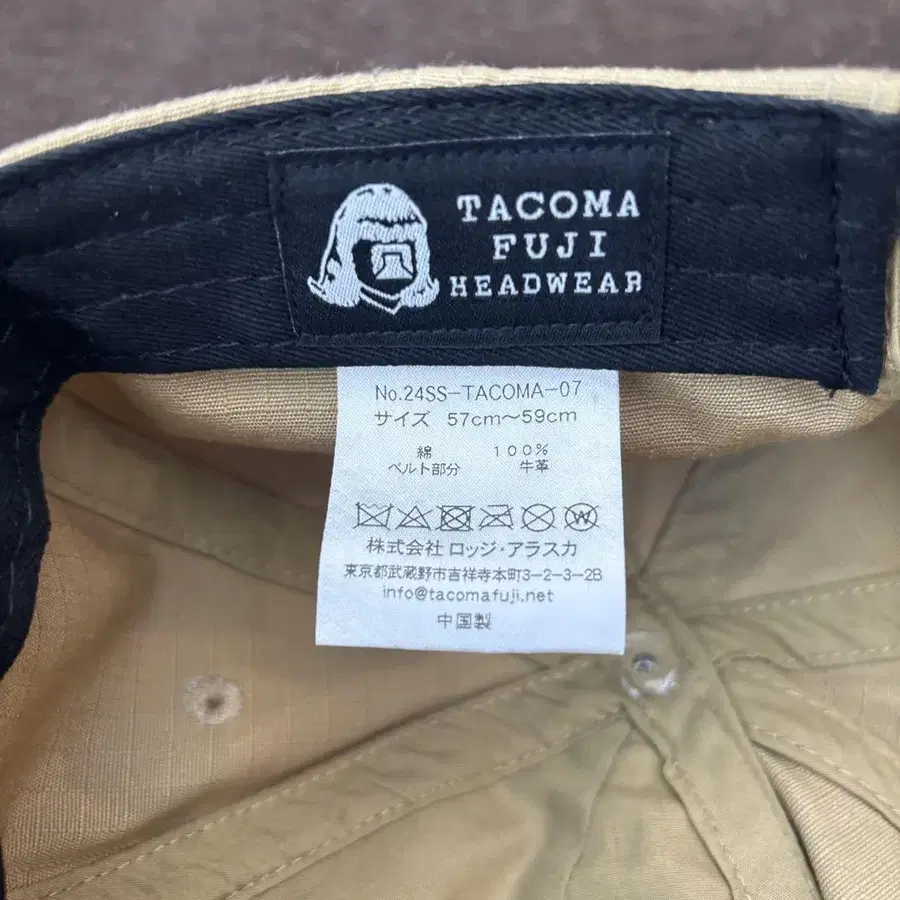 TACOMA
FUJI
HEADWEAR
No.24SS-TACOMA-07
サイズ 57cm〜59cm
綿 100%
ベルト部分 牛革
W
株式会社 ロッジ・アラスカ
東京都武蔵野市吉祥寺本町3-2-3-2B
info@tacomafuji.net
中国製